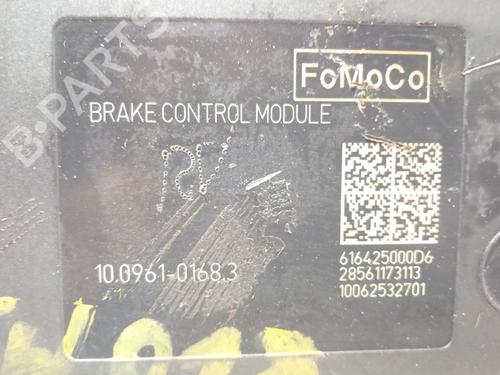 FoMoCo
BRAKE CONTROL MODULE
10.0961-0168.3
616425000D6
28561173113
10062532701
B-PARTS